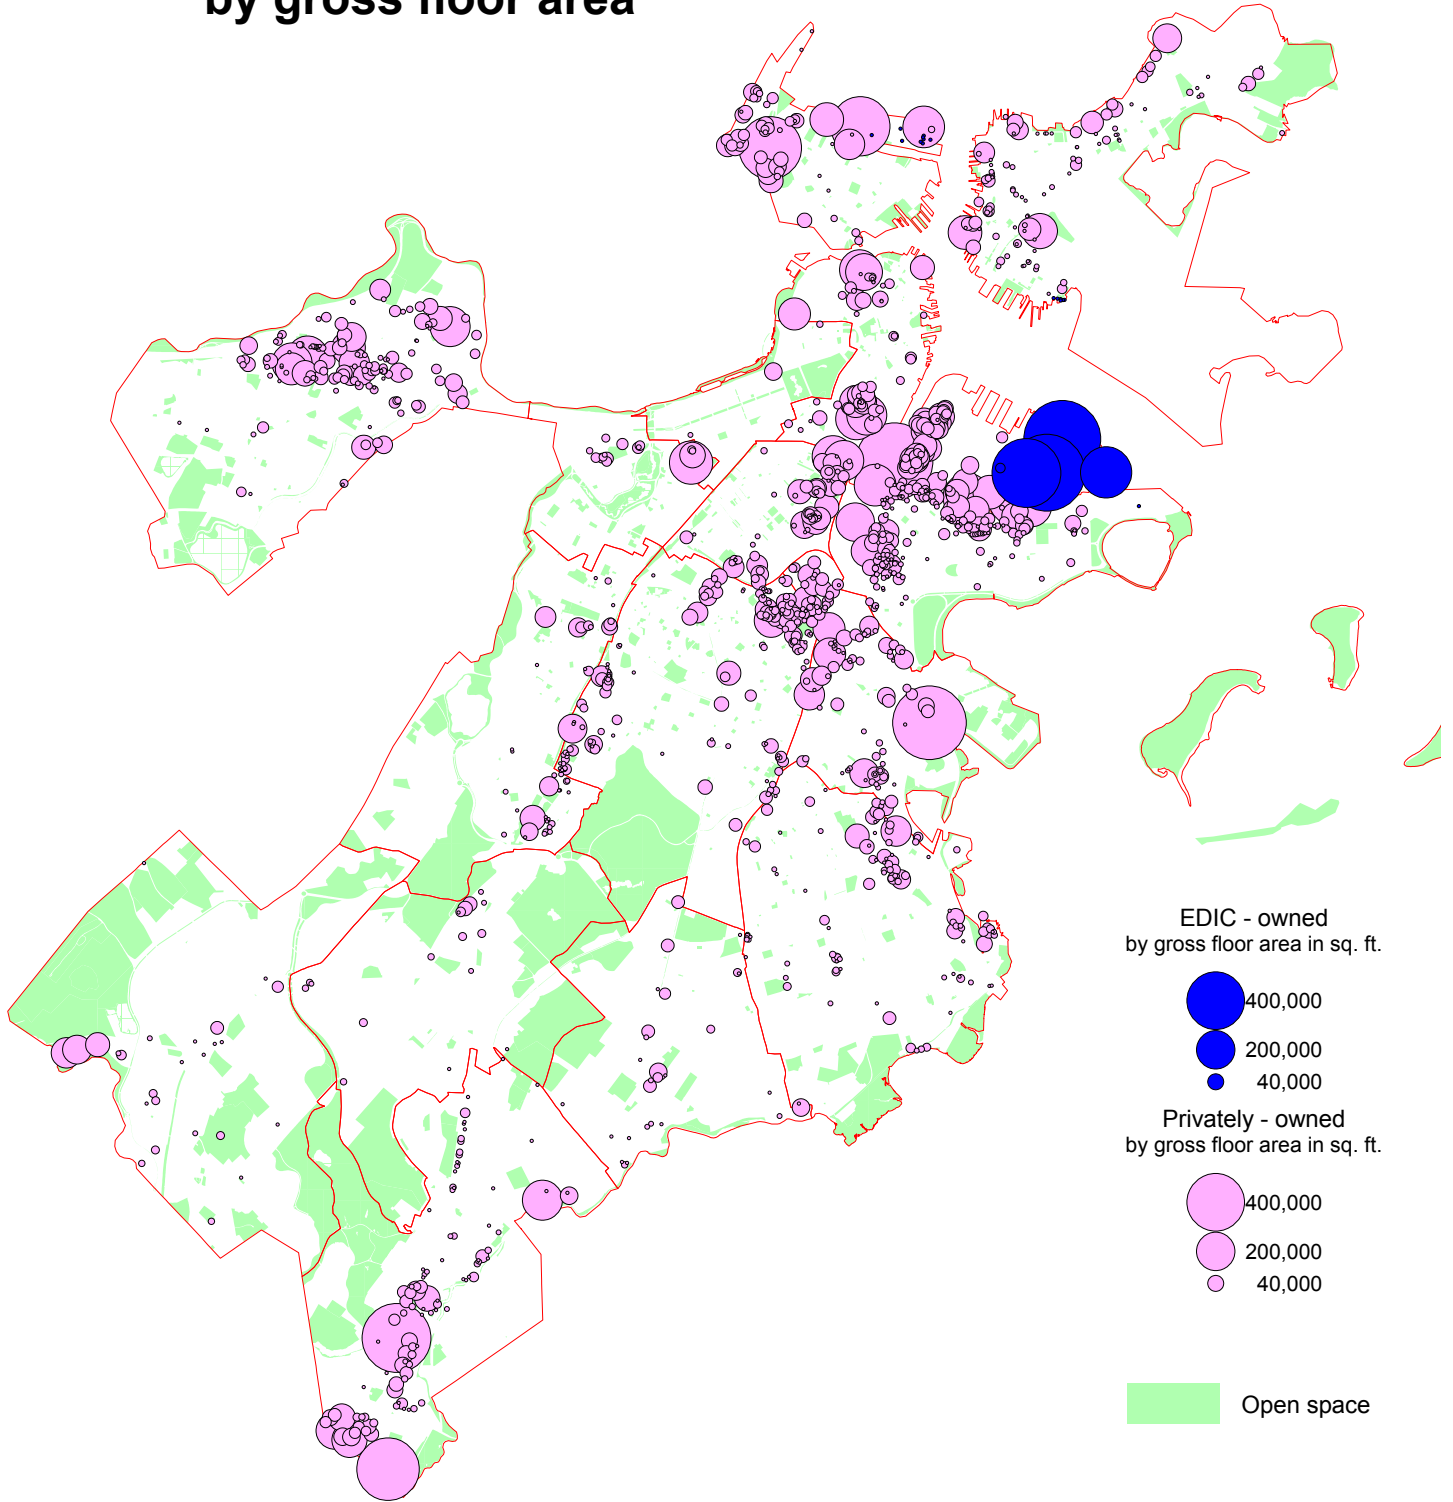 by gross floor area
EDIC - owned
by gross floor area in sq. ft.
400,000
200,000
40,000
Privately - owned
by gross floor area in sq. ft.
400,000
200,000
40,000
Open space